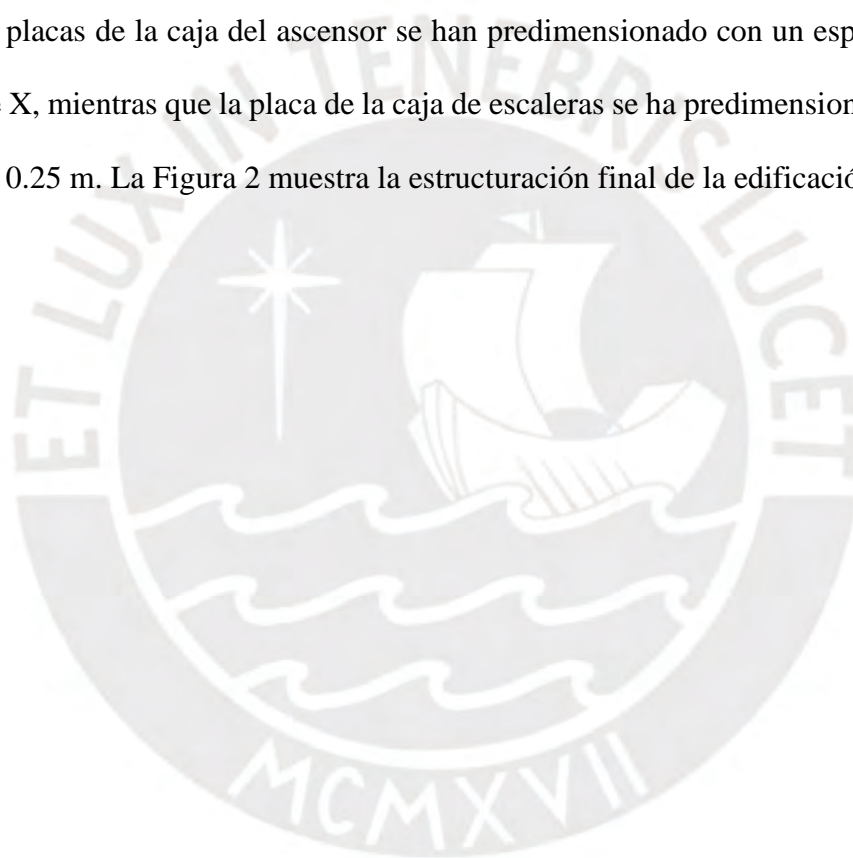 placas de la caja del ascensor se han predimensionado con un esp
X, mientras que la placa de la caja de escaleras se ha predimension
0.25 m. La Figura 2 muestra la estructuración final de la edificació
ET LUX IN TENEBRIS LUCET
MCMXVII